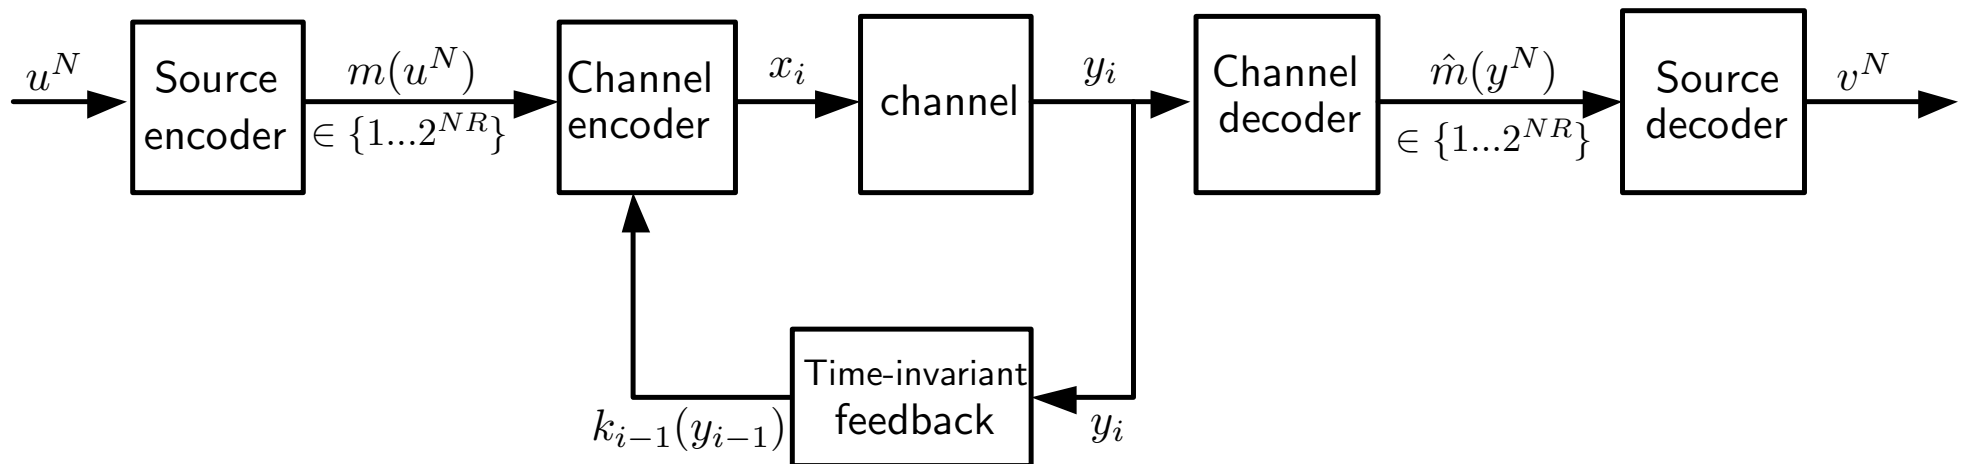 u^N
Source
encoder
m(u^N)
∈ {1...2^{NR}}
Channel
encoder
x_i
channel
y_i
Channel
decoder
\hat{m}(y^N)
∈ {1...2^{NR}}
Source
decoder
v^N
Time-invariant
feedback
k_{i-1}(y_{i-1})
y_i